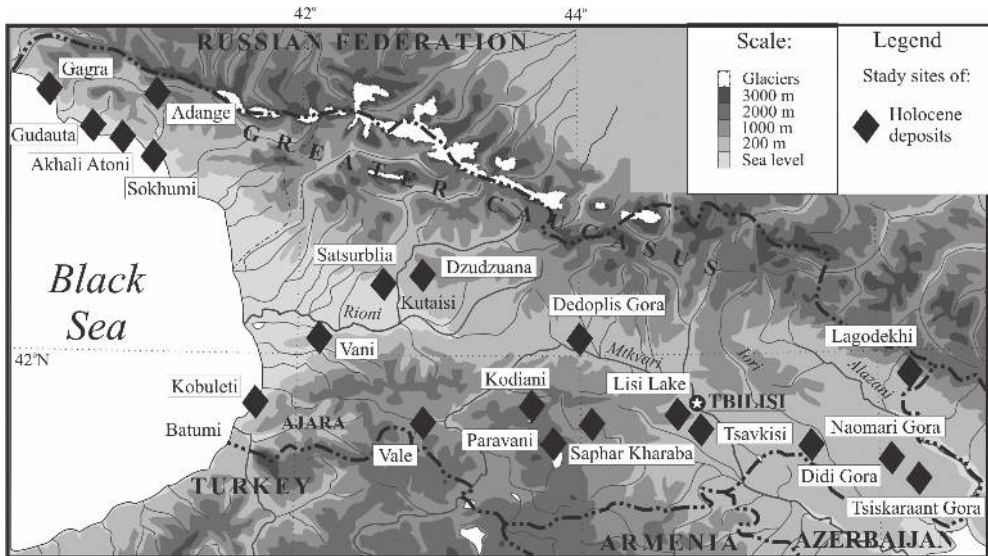 42°
44°
RUSSIAN FEDERATION
Scale:
Glaciers
3000 m
2000 m
1000 m
200 m
Sea level
Legend
Study sites of:
Holocene
deposits
Gagra
Adange
Gudauta
Akhali Atoni
Sokhumi
GREATER CAUCASUS
Black
Sea
Satsurblia
Dzudzuana
Rioni
Kutaisi
Vani
Dedoplis Gora
Mtkvari
Iori
Alazani
Lagodekhi
42°N
Kobuleti
Batumi
AJARA
Kodiani
Lisi Lake
TBILISI
Vale
Paravani
Saphar Kharaba
Tsavkisi
Naomari Gora
Didi Gora
Tsiskaraant Gora
TURKEY
ARMENIA
AZERBAIJAN